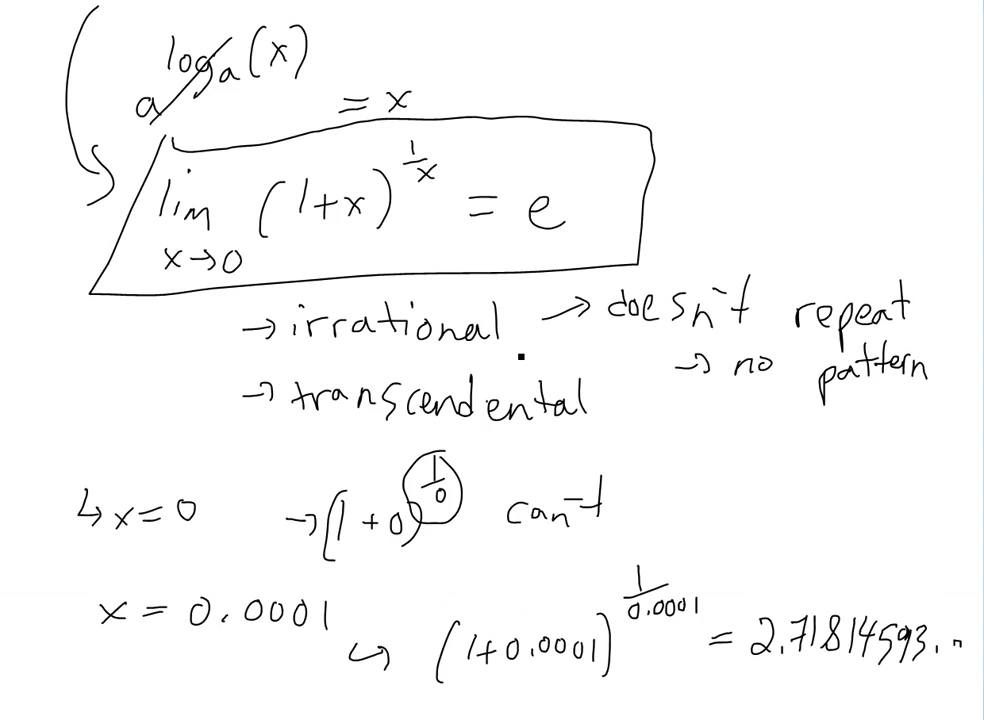 a^{log_a(x)} = x
lim_{x→0} (1+x)^{1/x} = e
→ irrational → doesn't repeat
→ no pattern
→ transcendental
↳ x=0 → (1+0)^{1/0} can't
x = 0.0001
↪ (1+0.0001)^{1/0.0001} = 2.71814593...